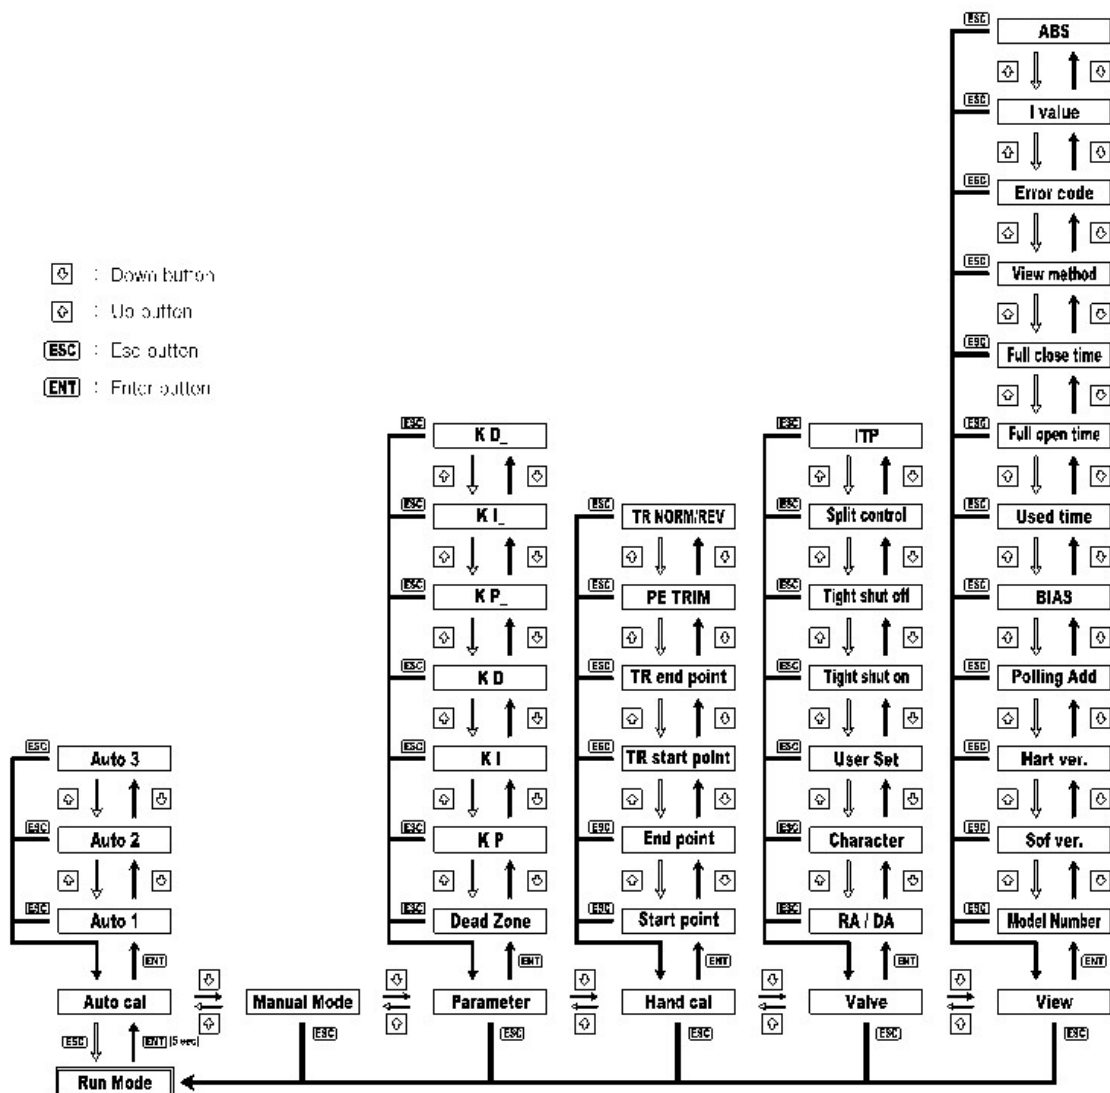 ESC
ABS
ESC
I value
ESC
Error code
: Down button
: Up button
ESC : Esc button
ENT : Enter button
ESC
View method
ESC
Full close time
ESC ESC ESC
K D_ ITP Full open time
ESC ESC ESC ESC
K I_ TR NORM/REV Split control Used time
ESC ESC ESC ESC
K P_ PE TRIM Tight shut off BIAS
ESC ESC ESC ESC
K D TR end point Tight shut on Polling Add
ESC ESC ESC ESC ESC
Auto 3 K I TR start point User Set Hart ver.
ESC ESC ESC ESC ESC
Auto 2 K P End point Character Sof ver.
ESC ESC ESC ESC ESC
Auto 1 Dead Zone Start point RA / DA Model Number
ENT ENT ENT ENT ENT
Auto cal Manual Mode Parameter Hand cal Valve View
ESC ENT (5 sec) ESC ESC ESC ESC ESC
Run Mode